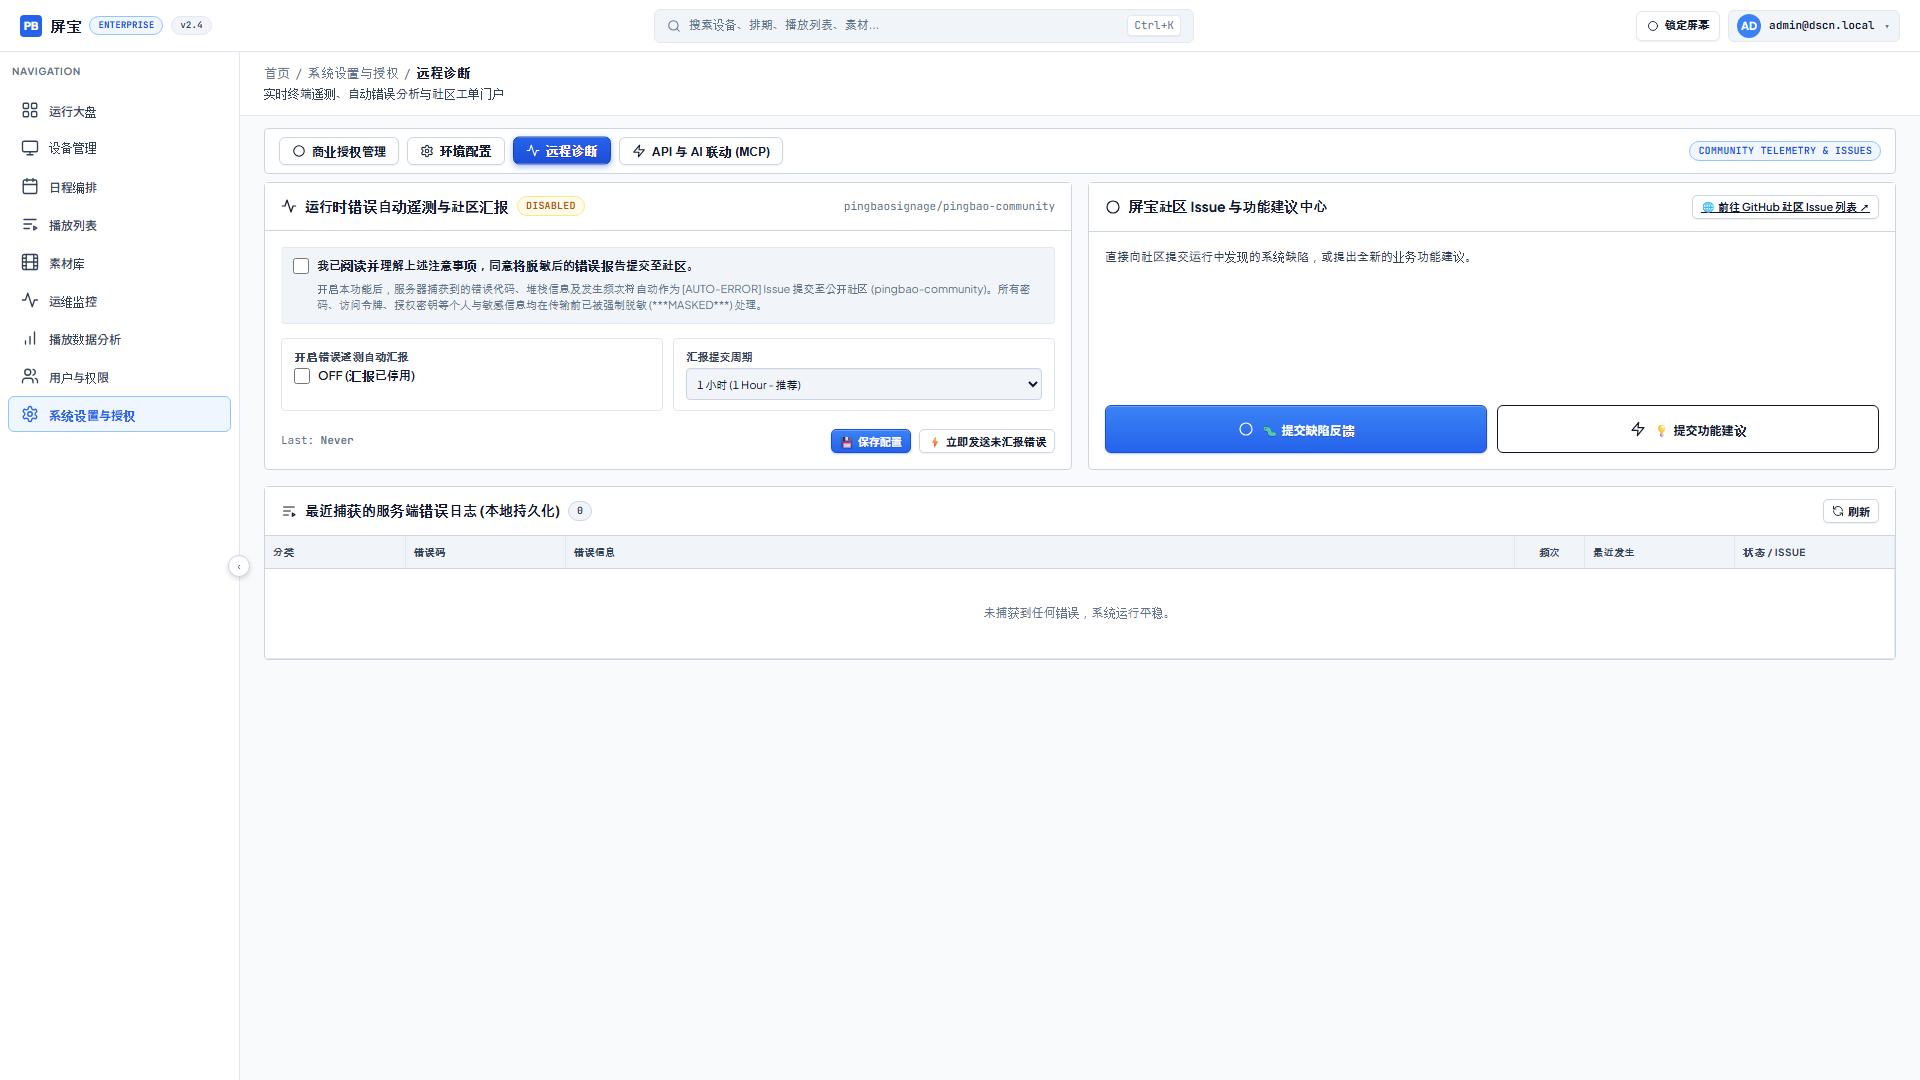 PB 屏宝 ENTERPRISE v2.4
搜索设备、排期、播放列表、素材... Ctrl+K
锁定屏幕
AD admin@dscn.local
NAVIGATION
运行大盘
设备管理
日程编排
播放列表
素材库
运维监控
播放数据分析
用户与权限
系统设置与授权
首页 / 系统设置与授权 / 远程诊断
实时终端遥测、自动错误分析与社区工单门户
商业授权管理
环境配置
远程诊断
API 与 AI 联动 (MCP)
COMMUNITY TELEMETRY & ISSUES
运行时错误自动遥测与社区汇报 DISABLED pingbaosignage/pingbao-community
我已阅读并理解上述注意事项，同意将脱敏后的错误报告提交至社区。
开启本功能后，服务器捕获到的错误代码、堆栈信息及发生频次将自动作为 [AUTO-ERROR] Issue 提交至公开社区 (pingbao-community)。所有密
码、访问令牌、授权密钥等个人与敏感信息均在传输前已被强制脱敏 (***MASKED***) 处理。
开启错误遥测自动汇报
OFF (汇报已停用)
汇报提交周期
1 小时 (1 Hour - 推荐)
Last: Never
💾 保存配置
⚡ 立即发送未汇报错误
屏宝社区 Issue 与功能建议中心
🌐 前往 GitHub 社区 Issue 列表 ↗
直接向社区提交运行中发现的系统缺陷，或提出全新的业务功能建议。
🐛 提交缺陷反馈
💡 提交功能建议
最近捕获的服务端错误日志 (本地持久化) 0
刷新
分类 错误码 错误信息 频次 最近发生 状态 / ISSUE
未捕获到任何错误，系统运行平稳。